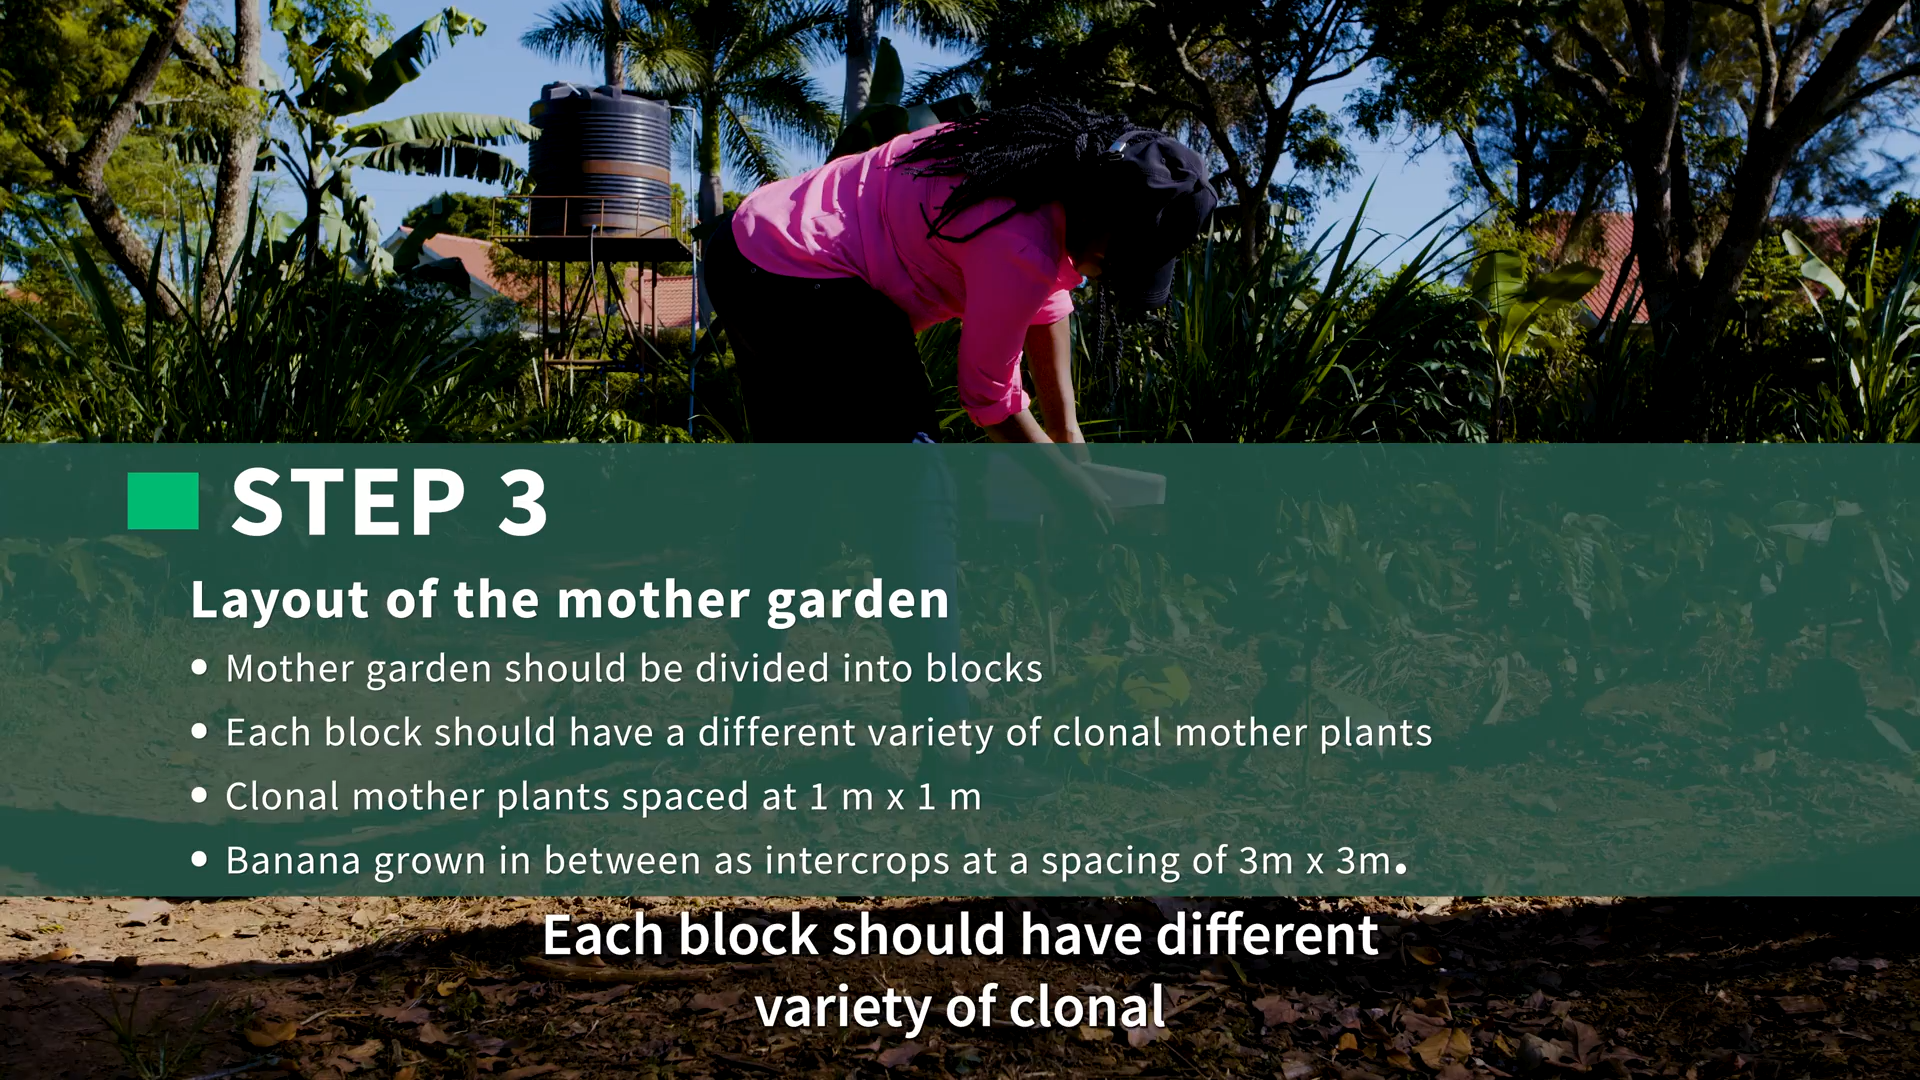 STEP 3
Layout of the mother garden
• Mother garden should be divided into blocks
• Each block should have a different variety of clonal mother plants
• Clonal mother plants spaced at 1 m x 1 m
• Banana grown in between as intercrops at a spacing of 3m x 3m.
Each block should have different
variety of clonal